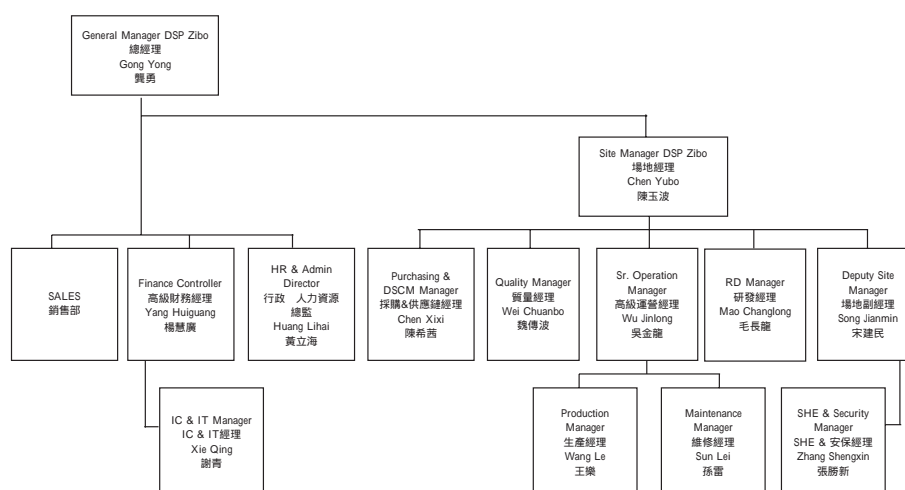 General Manager DSP Zibo
總經理
Gong Yong
龔勇
Site Manager DSP Zibo
場地經理
Chen Yubo
陳玉波
SALES
銷售部
Finance Controller
高級財務經理
Yang Huiguang
楊慧廣
HR & Admin
Director
行政 人力資源
總監
Huang Lihai
黃立海
Purchasing &
DSCM Manager
採購&供應鏈經理
Chen Xixi
陳希茜
Quality Manager
質量經理
Wei Chuanbo
魏傳波
Sr. Operation
Manager
高級運營經理
Wu Jinlong
吳金龍
RD Manager
研發經理
Mao Changlong
毛長龍
Deputy Site
Manager
場地副經理
Song Jianmin
宋建民
IC & IT Manager
IC & IT經理
Xie Qing
謝青
Production
Manager
生產經理
Wang Le
王樂
Maintenance
Manager
維修經理
Sun Lei
孫雷
SHE & Security
Manager
SHE & 安保經理
Zhang Shengxin
張勝新